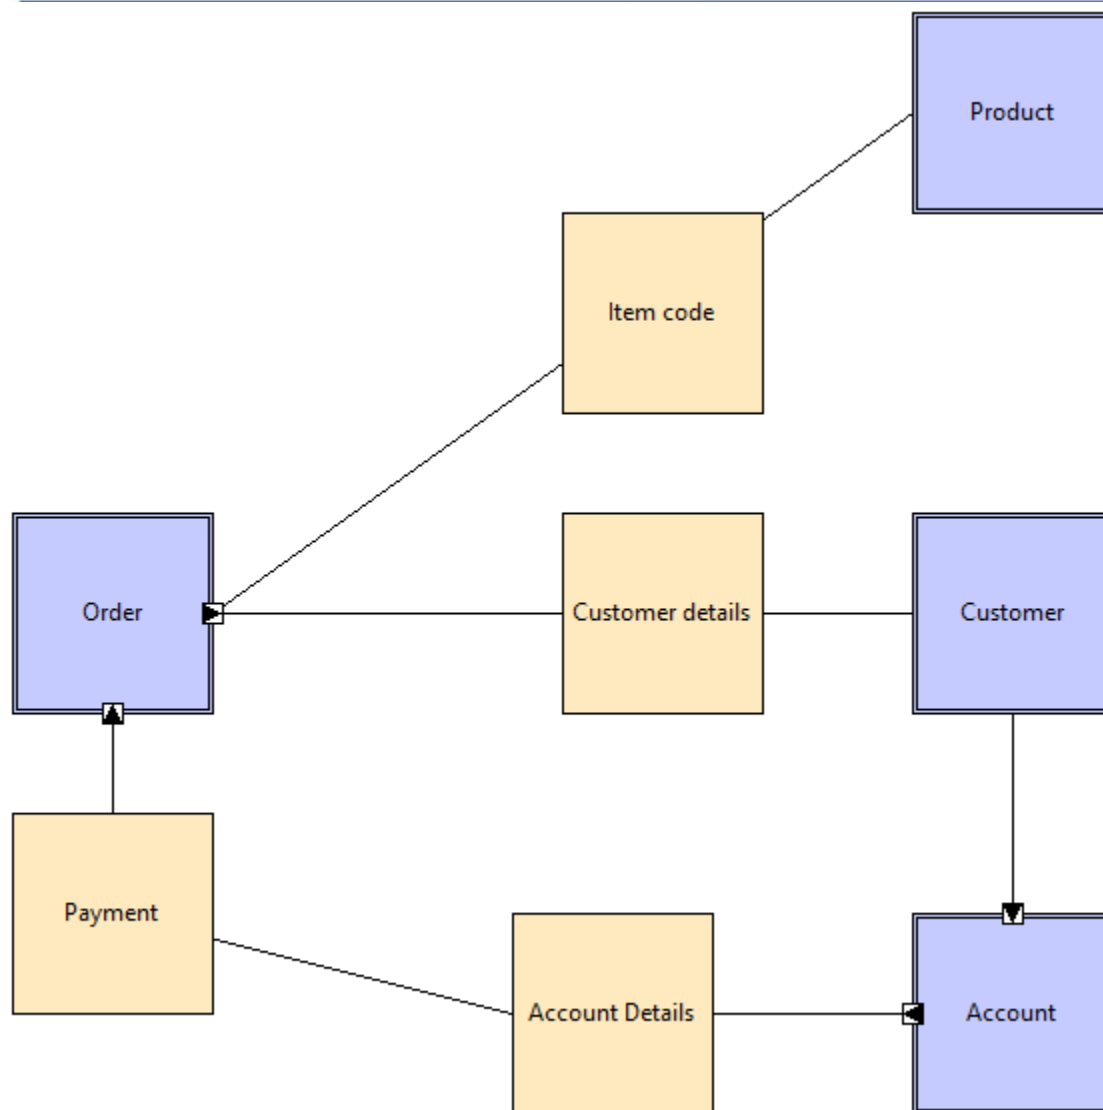 Product
Item code
Order
Customer details
Customer
Payment
Account Details
Account